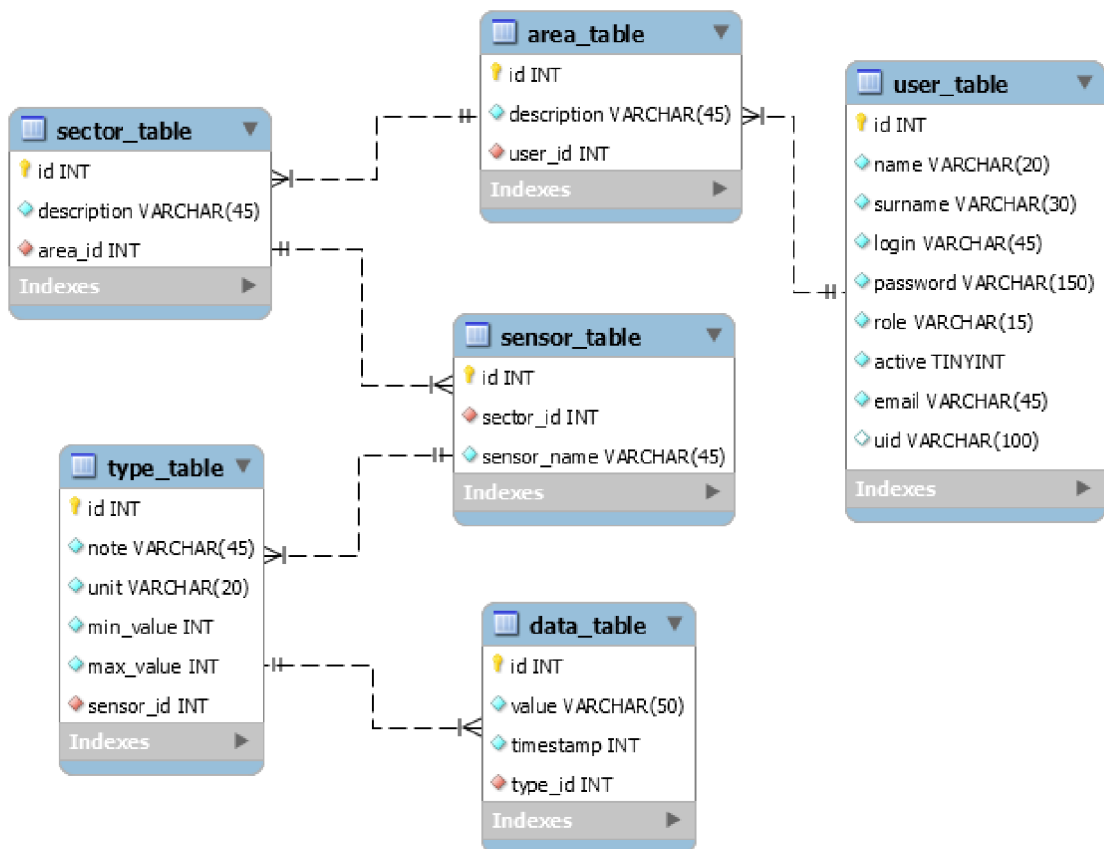 area_table
id INT
description VARCHAR(45)
user_id INT
Indexes
user_table
id INT
name VARCHAR(20)
surname VARCHAR(30)
login VARCHAR(45)
password VARCHAR(150)
role VARCHAR(15)
active TINYINT
email VARCHAR(45)
uid VARCHAR(100)
Indexes
sector_table
id INT
description VARCHAR(45)
area_id INT
Indexes
sensor_table
id INT
sector_id INT
sensor_name VARCHAR(45)
Indexes
type_table
id INT
note VARCHAR(45)
unit VARCHAR(20)
min_value INT
max_value INT
sensor_id INT
Indexes
data_table
id INT
value VARCHAR(50)
timestamp INT
type_id INT
Indexes